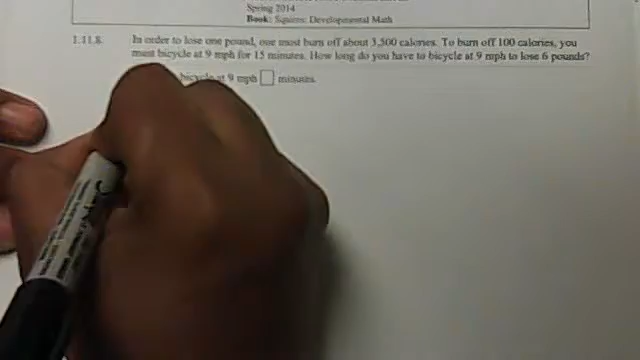 Spring 2014
Book: Squires: Developmental Math
1.11.8. In order to lose one pound, one must burn off about 3,500 calories. To burn off 100 calories, you
must bicycle at 9 mph for 15 minutes. How long do you have to bicycle at 9 mph to lose 6 pounds?
bicycle at 9 mph minutes.